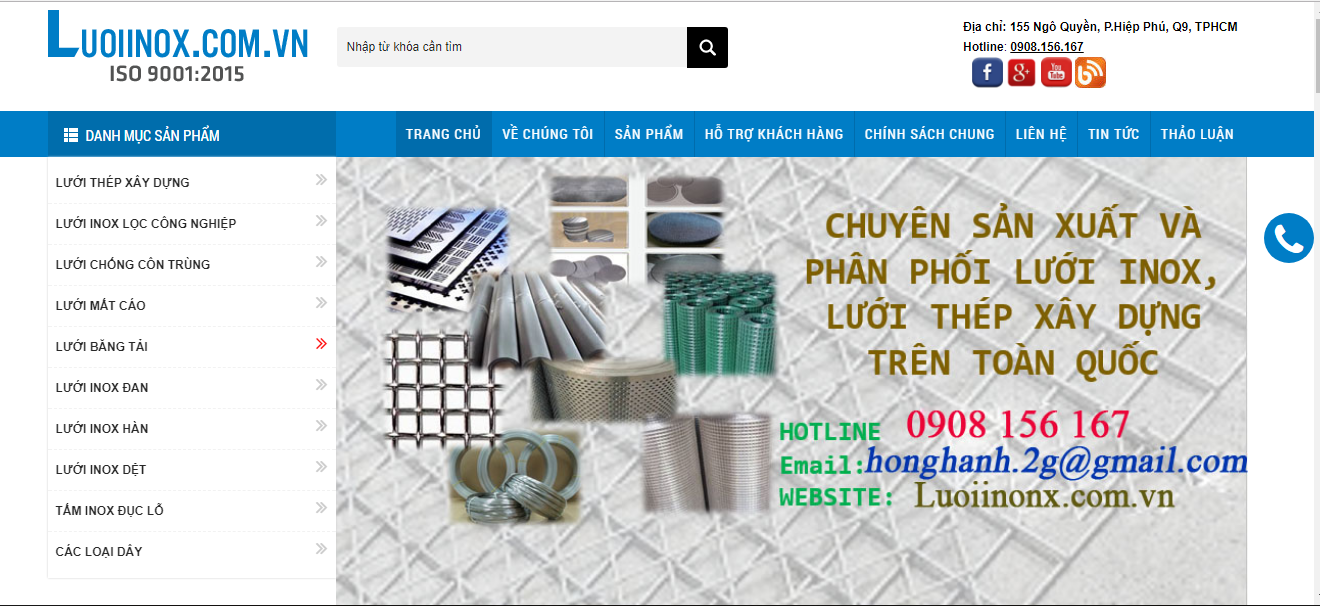 LUOIINOX.COM.VN
ISO 9001:2015
Nhập từ khóa cần tìm
Địa chỉ: 155 Ngô Quyền, P.Hiệp Phú, Q9, TPHCM
Hotline: 0908.156.167
f
g+
You Tube
b
DANH MỤC SẢN PHẨM
TRANG CHỦ VỀ CHÚNG TÔI SẢN PHẨM HỖ TRỢ KHÁCH HÀNG CHÍNH SÁCH CHUNG LIÊN HỆ TIN TỨC THẢO LUẬN
LƯỚI THÉP XÂY DỰNG
LƯỚI INOX LỌC CÔNG NGHIỆP
LƯỚI CHỐNG CÔN TRÙNG
LƯỚI MẮT CÁO
LƯỚI BĂNG TẢI
LƯỚI INOX ĐAN
LƯỚI INOX HÀN
LƯỚI INOX DỆT
TẤM INOX ĐỤC LỖ
CÁC LOẠI DÂY
CHUYÊN SẢN XUẤT VÀ
PHÂN PHỐI LƯỚI INOX,
LƯỚI THÉP XÂY DỰNG
TRÊN TOÀN QUỐC
HOTLINE 0908 156 167
Email:honghanh.2g@gmail.com
WEBSITE: Luoiinonx.com.vn